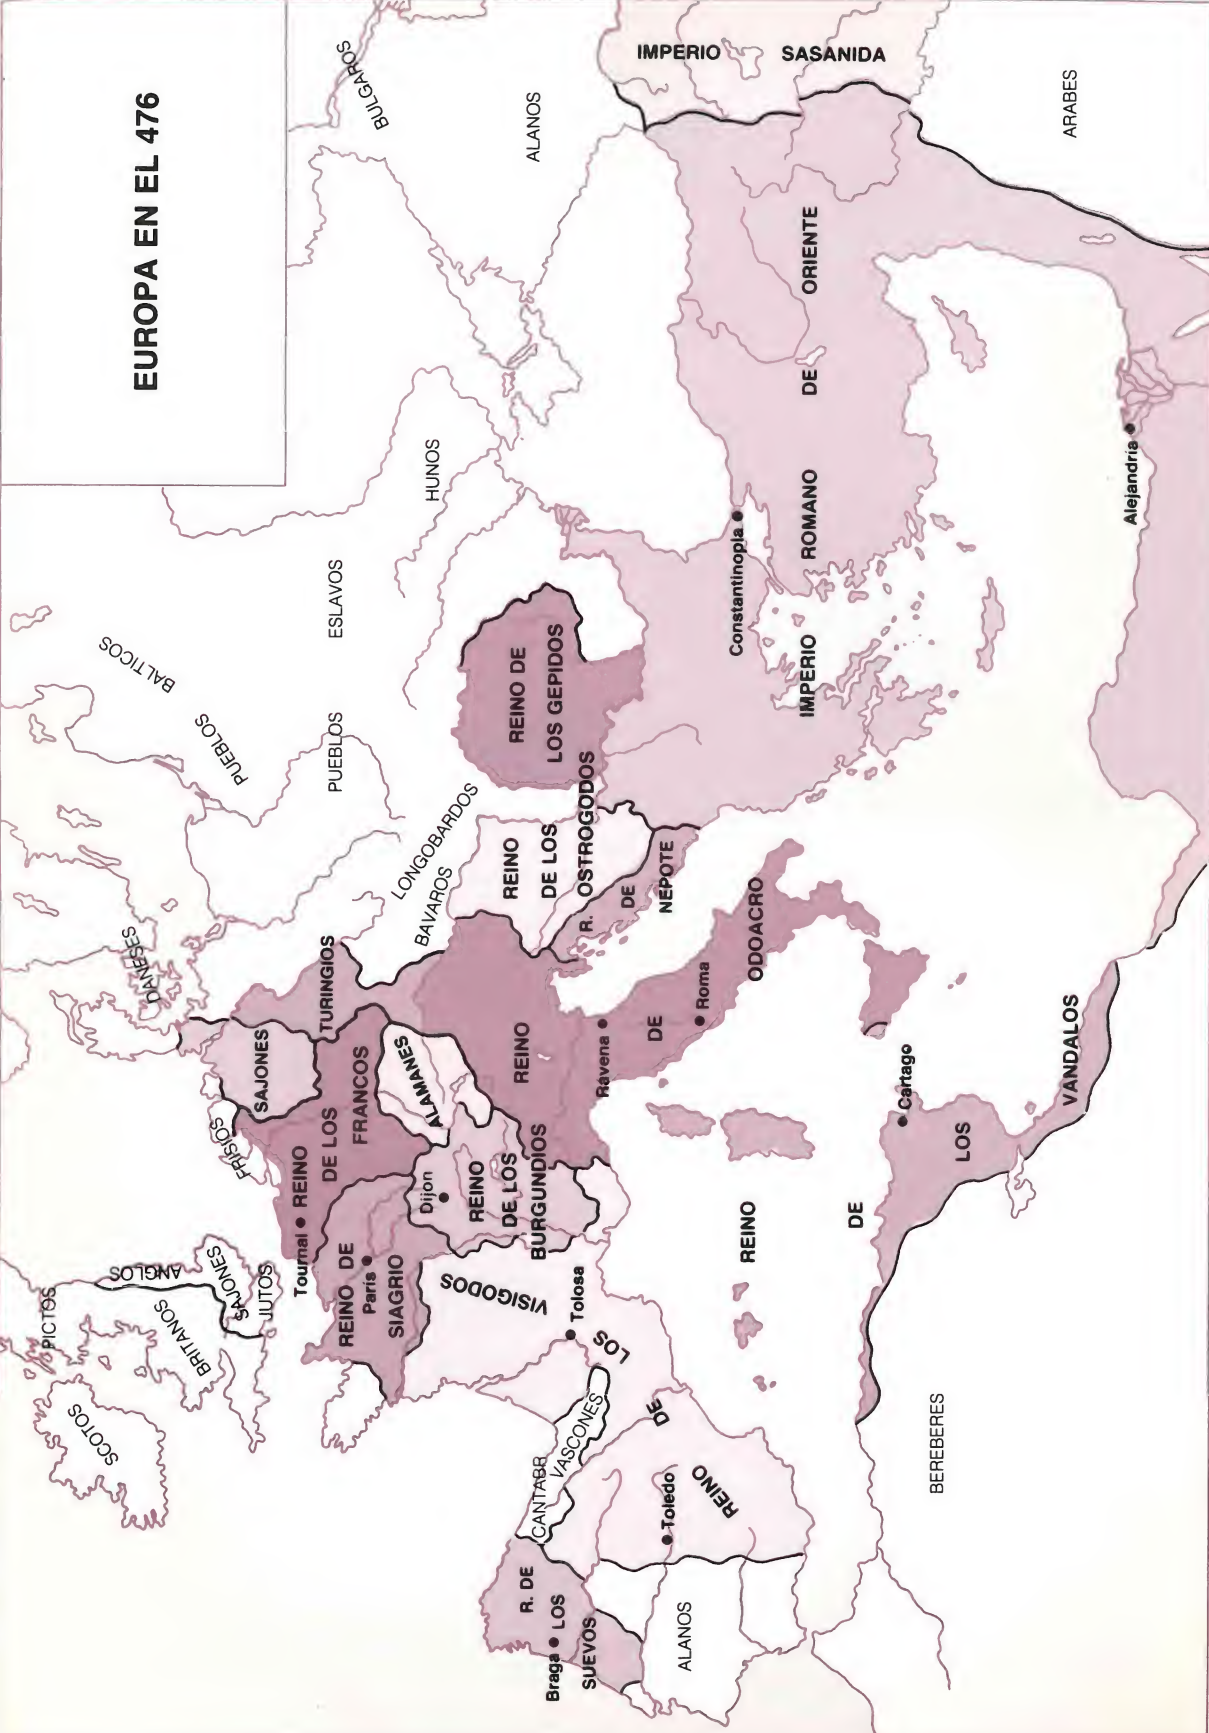 EUROPA EN EL 476
PICTOS
SCOTOS
BRITANOS
ANGLOS
SAJONES
JUTOS
DANESES
FRISIOS
SAJONES
TURINGIOS
PUEBLOS BALTICOS
PUEBLOS ESLAVOS
HUNOS
BULGAROS
ALANOS
LONGOBARDOS
BAVAROS
Tournai
REINO
DE LOS
FRANCOS
REINO DE
Paris
SIAGRIO
ALAMANES
Dijon
REINO
DE LOS
BURGUNDIOS
REINO DE
LOS GEPIDOS
REINO
DE LOS
OSTROGODOS
R. DE NEPOTE
REINO DE ODOACRO
Ravena
Roma
REINO DE LOS VISIGODOS
Tolosa
Toledo
VASCONES
CANTABR
R. DE
LOS
SUEVOS
Braga
ALANOS
REINO DE LOS VANDALOS
Cartago
BEREBERES
IMPERIO ROMANO DE ORIENTE
Constantinopla
Alejandría
IMPERIO SASANIDA
ARABES